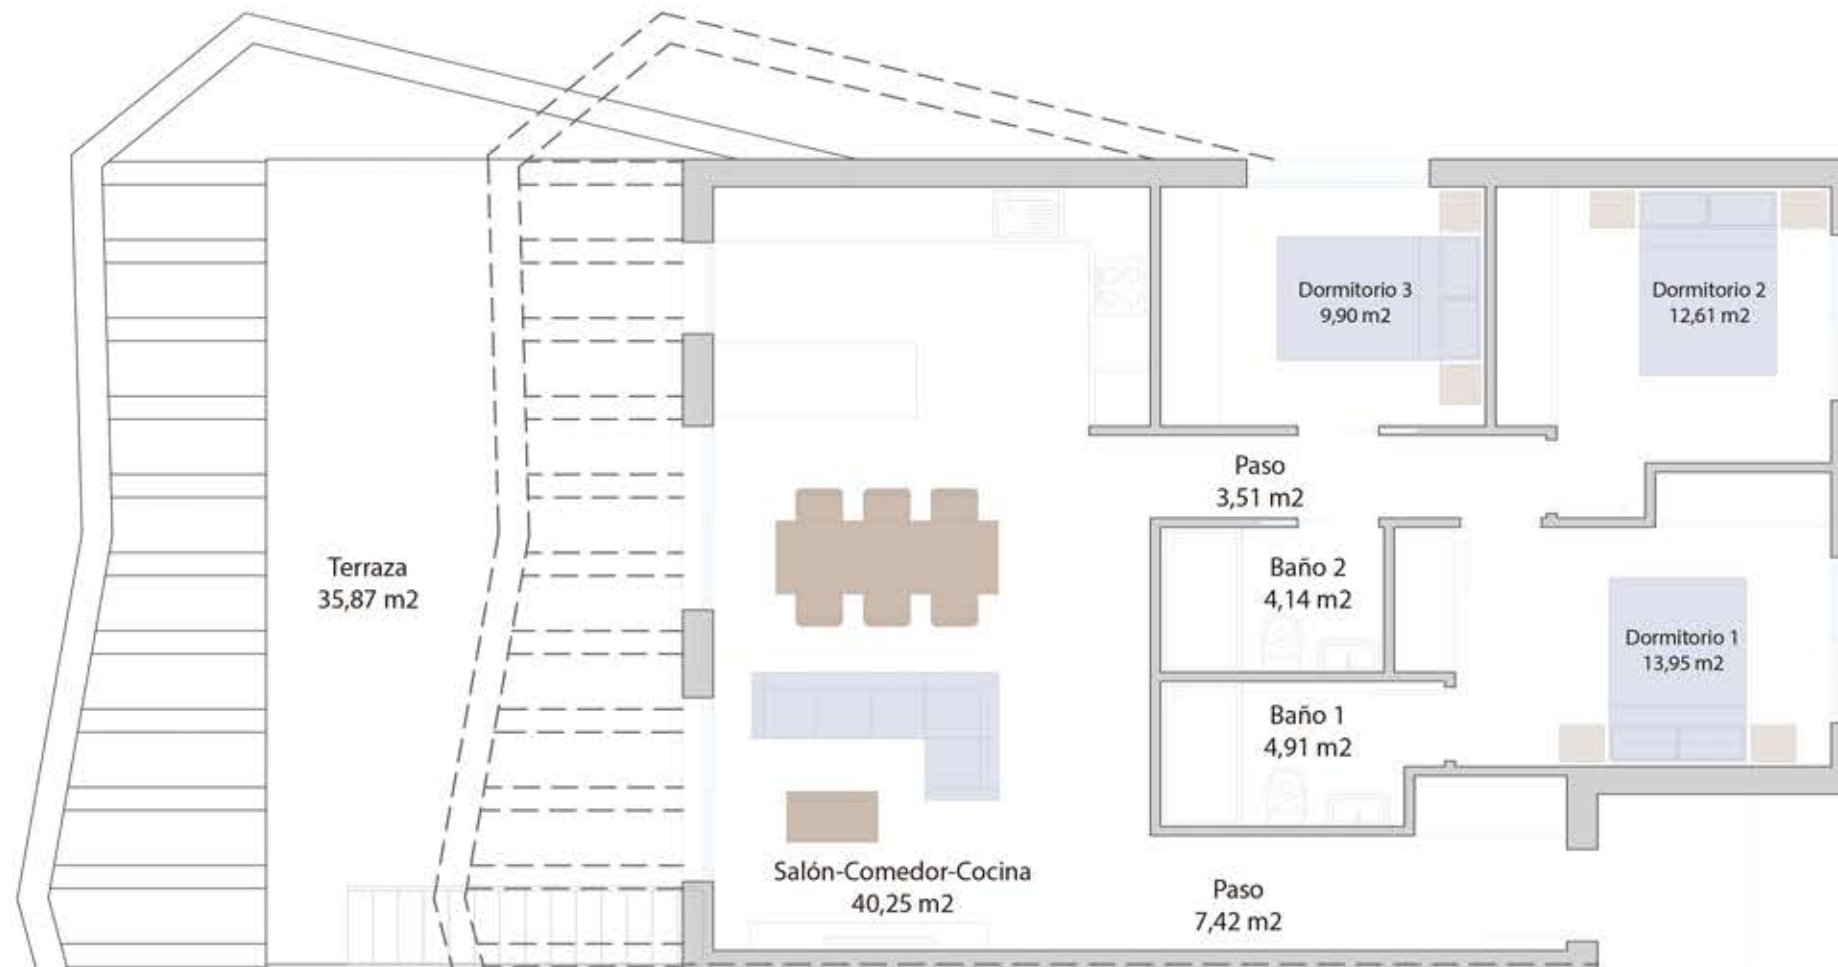 Dormitorio 3
9,90 m2
Dormitorio 2
12,61 m2
Paso
3,51 m2
Terraza
35,87 m2
Baño 2
4,14 m2
Dormitorio 1
13,95 m2
Baño 1
4,91 m2
Salón-Comedor-Cocina
40,25 m2
Paso
7,42 m2